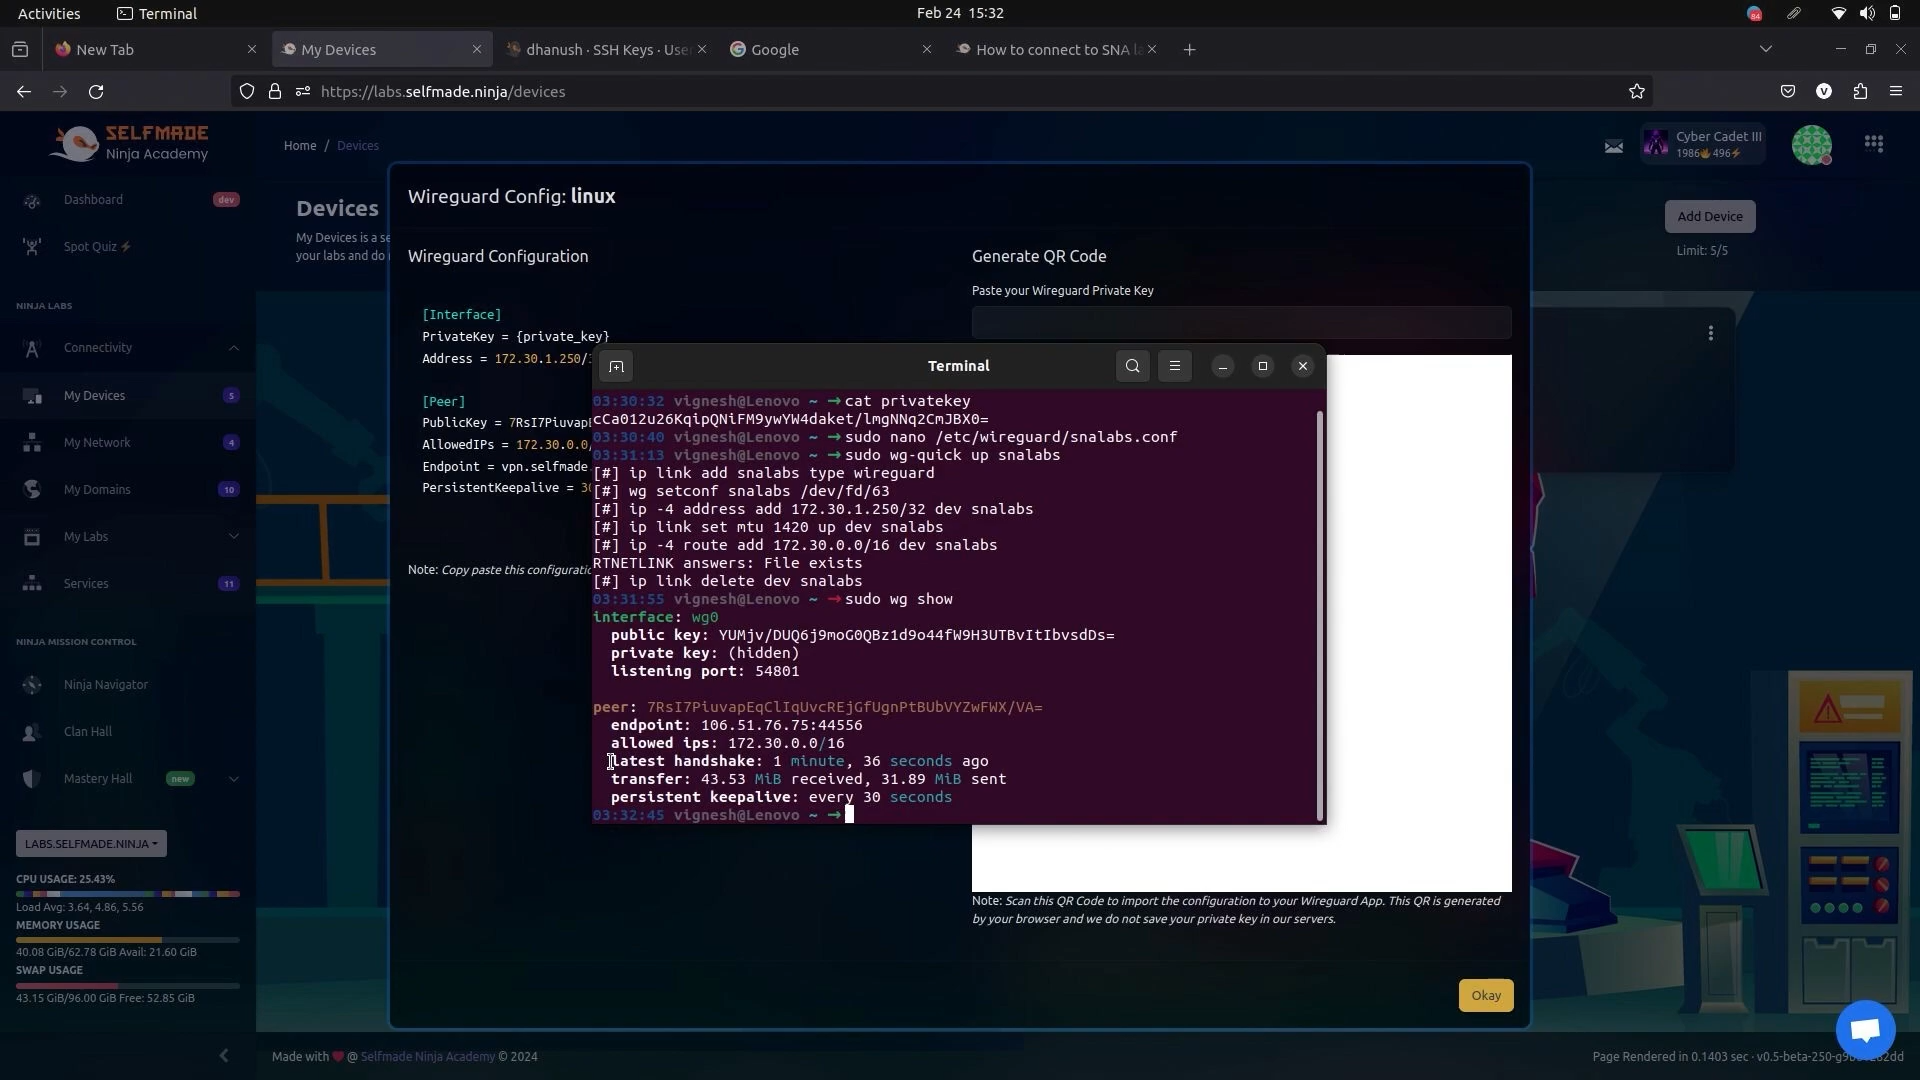 Activities
Terminal
Feb 24 15:32
84
New Tab
My Devices
dhanush · SSH Keys · Use
Google
How to connect to SNA la
https://labs.selfmade.ninja/devices
V
SELFMADE
Ninja Academy
Home / Devices
Cyber Cadet III
1986 496
Dashboard
dev
Spot Quiz
NINJA LABS
Connectivity
My Devices
5
My Network
4
My Domains
10
My Labs
Services
11
NINJA MISSION CONTROL
Ninja Navigator
Clan Hall
Mastery Hall
new
LABS.SELFMADE.NINJA
CPU USAGE: 25.43%
Load Avg: 3.64, 4.86, 5.56
MEMORY USAGE
40.08 GiB/62.78 GiB Avail: 21.60 GiB
SWAP USAGE
43.15 GiB/96.00 GiB Free: 52.85 GiB
Devices
My Devices is a se
your labs and do
Add Device
Limit: 5/5
Wireguard Config: linux
Wireguard Configuration
[Interface]
PrivateKey = {private_key}
Address = 172.30.1.250/3
[Peer]
PublicKey = 7RsI7PiuvapE
AllowedIPs = 172.30.0.0/
Endpoint = vpn.selfmade.
PersistentKeepalive = 30
Note: Copy paste this configuratio
Generate QR Code
Paste your Wireguard Private Key
Terminal
03:30:32 vignesh@Lenovo ~ →cat privatekey
cCa012u26KqipQNiFM9ywYW4daket/lmgNNq2CmJBX0=
03:30:40 vignesh@Lenovo ~ →sudo nano /etc/wireguard/snalabs.conf
03:31:13 vignesh@Lenovo ~ →sudo wg-quick up snalabs
[#] ip link add snalabs type wireguard
[#] wg setconf snalabs /dev/fd/63
[#] ip -4 address add 172.30.1.250/32 dev snalabs
[#] ip link set mtu 1420 up dev snalabs
[#] ip -4 route add 172.30.0.0/16 dev snalabs
RTNETLINK answers: File exists
[#] ip link delete dev snalabs
03:31:55 vignesh@Lenovo ~ →sudo wg show
interface: wg0
public key: YUMjv/DUQ6j9moG0QBz1d9o44fW9H3UTBvItIbvsdDs=
private key: (hidden)
listening port: 54801
peer: 7RsI7PiuvapEqClIqUvcREjGfUgnPtBUbVYZwFWX/VA=
endpoint: 106.51.76.75:44556
allowed ips: 172.30.0.0/16
latest handshake: 1 minute, 36 seconds ago
transfer: 43.53 MiB received, 31.89 MiB sent
persistent keepalive: every 30 seconds
03:32:45 vignesh@Lenovo ~ →
Note: Scan this QR Code to import the configuration to your Wireguard App. This QR is generated
by your browser and we do not save your private key in our servers.
Okay
Made with @ Selfmade Ninja Academy © 2024
Page Rendered in 0.1403 sec · v0.5-beta-250